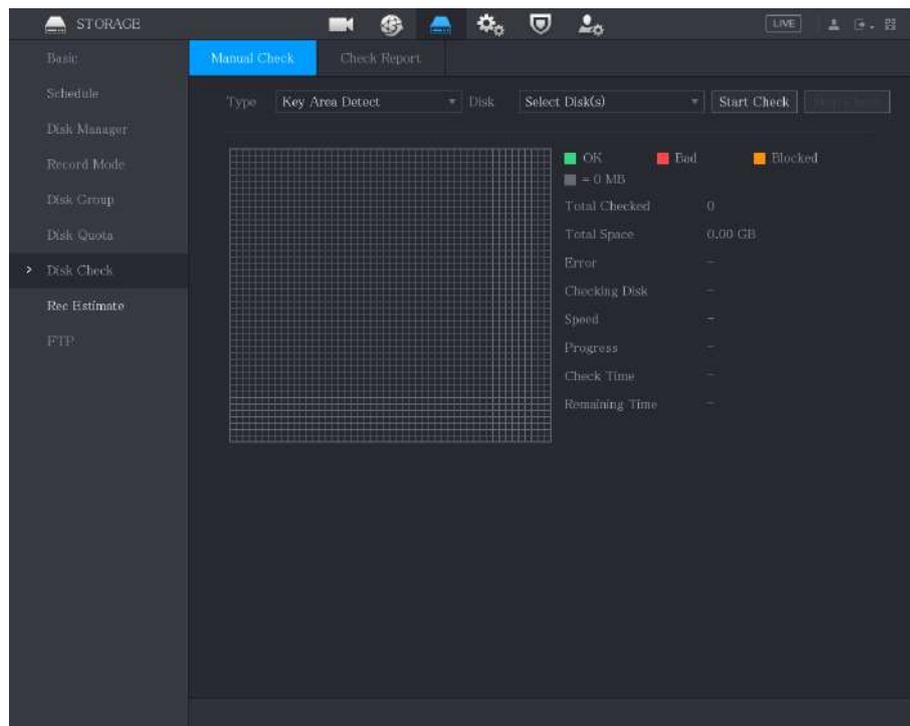 STORAGE
LIVE
Basic
Schedule
Disk Manager
Record Mode
Disk Group
Disk Quota
> Disk Check
Rec Estimate
FTP
Manual Check Check Report
Type Key Area Detect Disk Select Disk(s) Start Check
OK Bad Blocked
= 0 MB
Total Checked 0
Total Space 0.00 GB
Error -
Checking Disk -
Speed -
Progress -
Check Time -
Remaining Time -